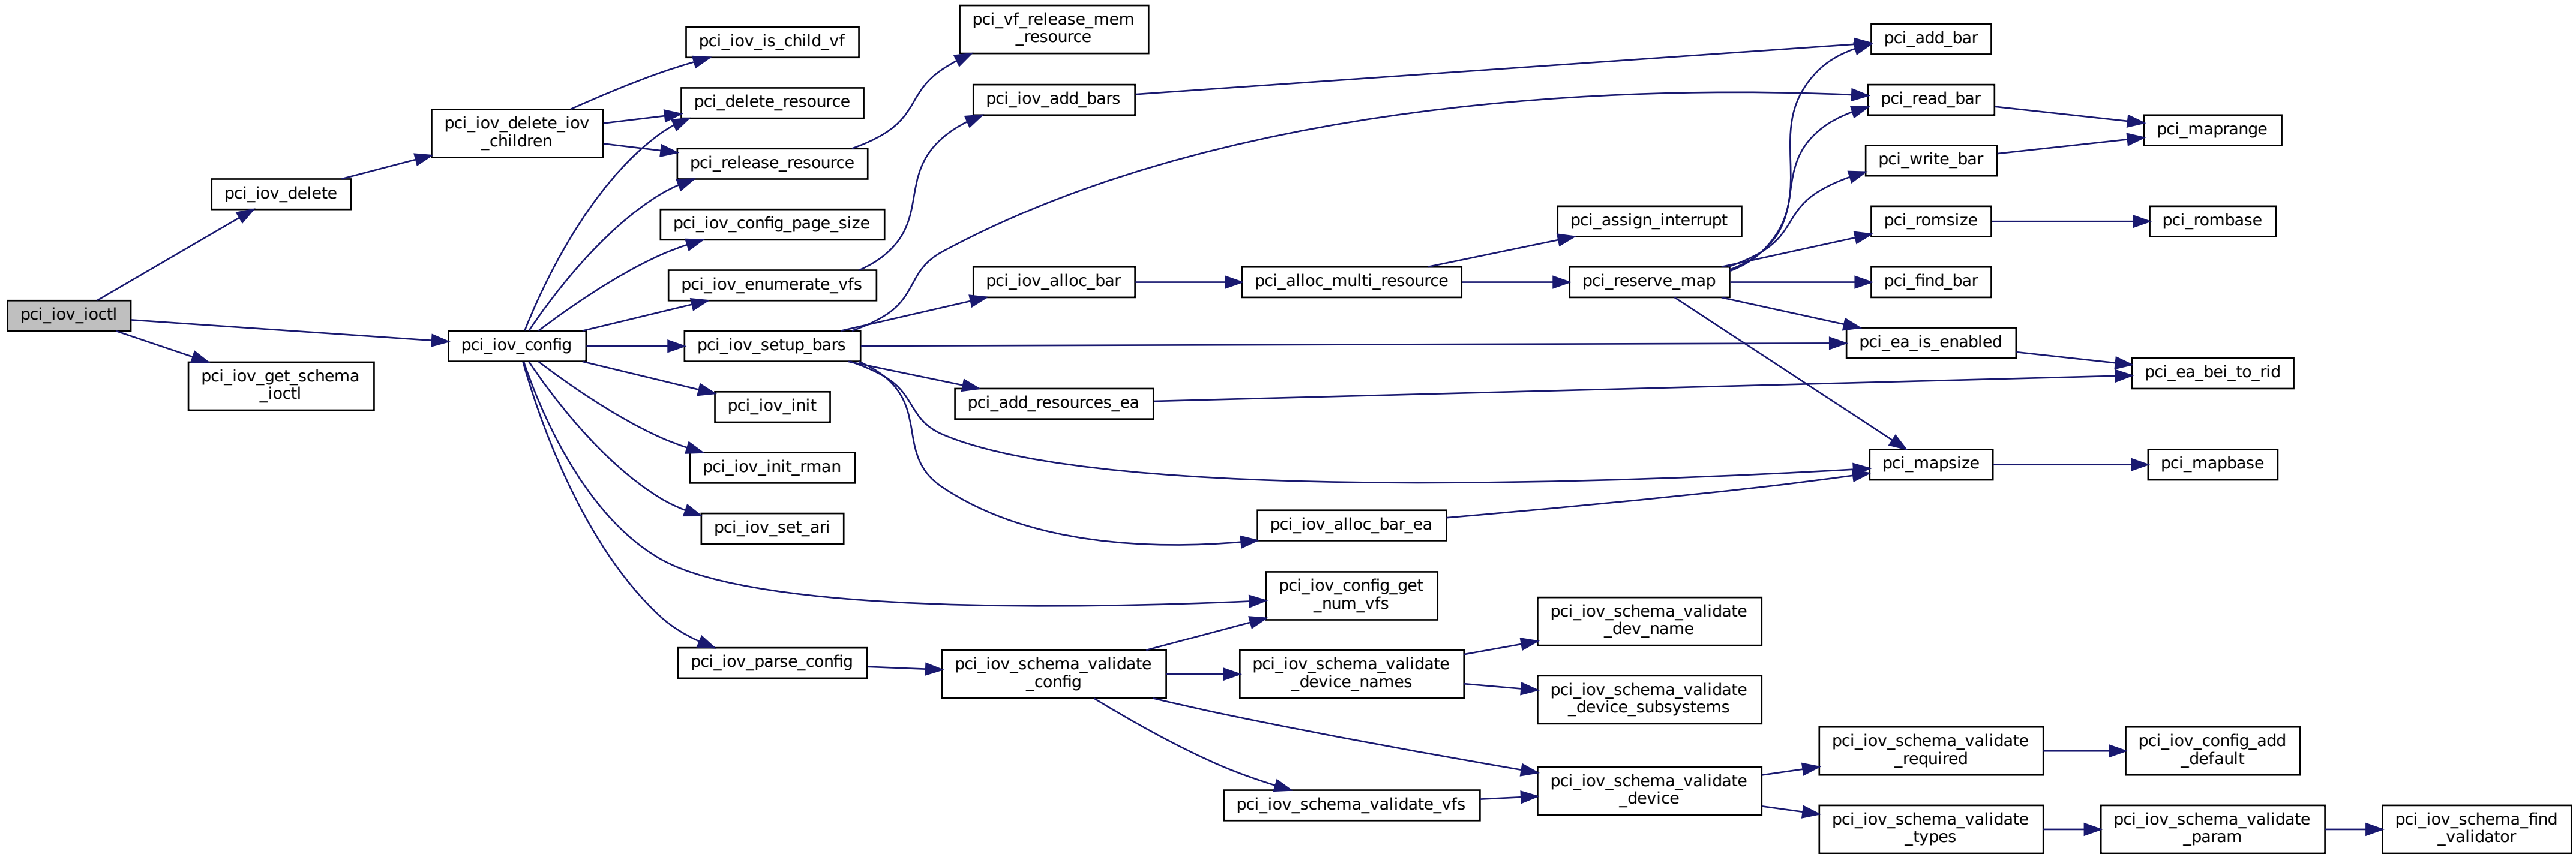 pci_iov_ioctl
pci_iov_delete
pci_iov_get_schema
_ioctl
pci_iov_delete_iov
_children
pci_iov_config
pci_iov_is_child_vf
pci_delete_resource
pci_release_resource
pci_iov_config_page_size
pci_iov_enumerate_vfs
pci_iov_setup_bars
pci_iov_init
pci_iov_init_rman
pci_iov_set_ari
pci_iov_parse_config
pci_vf_release_mem
_resource
pci_iov_add_bars
pci_iov_alloc_bar
pci_add_resources_ea
pci_iov_schema_validate
_config
pci_alloc_multi_resource
pci_iov_alloc_bar_ea
pci_iov_config_get
_num_vfs
pci_iov_schema_validate
_device_names
pci_iov_schema_validate_vfs
pci_assign_interrupt
pci_reserve_map
pci_iov_schema_validate
_dev_name
pci_iov_schema_validate
_device_subsystems
pci_iov_schema_validate
_device
pci_add_bar
pci_read_bar
pci_write_bar
pci_romsize
pci_find_bar
pci_ea_is_enabled
pci_mapsize
pci_iov_schema_validate
_required
pci_iov_schema_validate
_types
pci_maprange
pci_rombase
pci_ea_bei_to_rid
pci_mapbase
pci_iov_config_add
_default
pci_iov_schema_validate
_param
pci_iov_schema_find
_validator